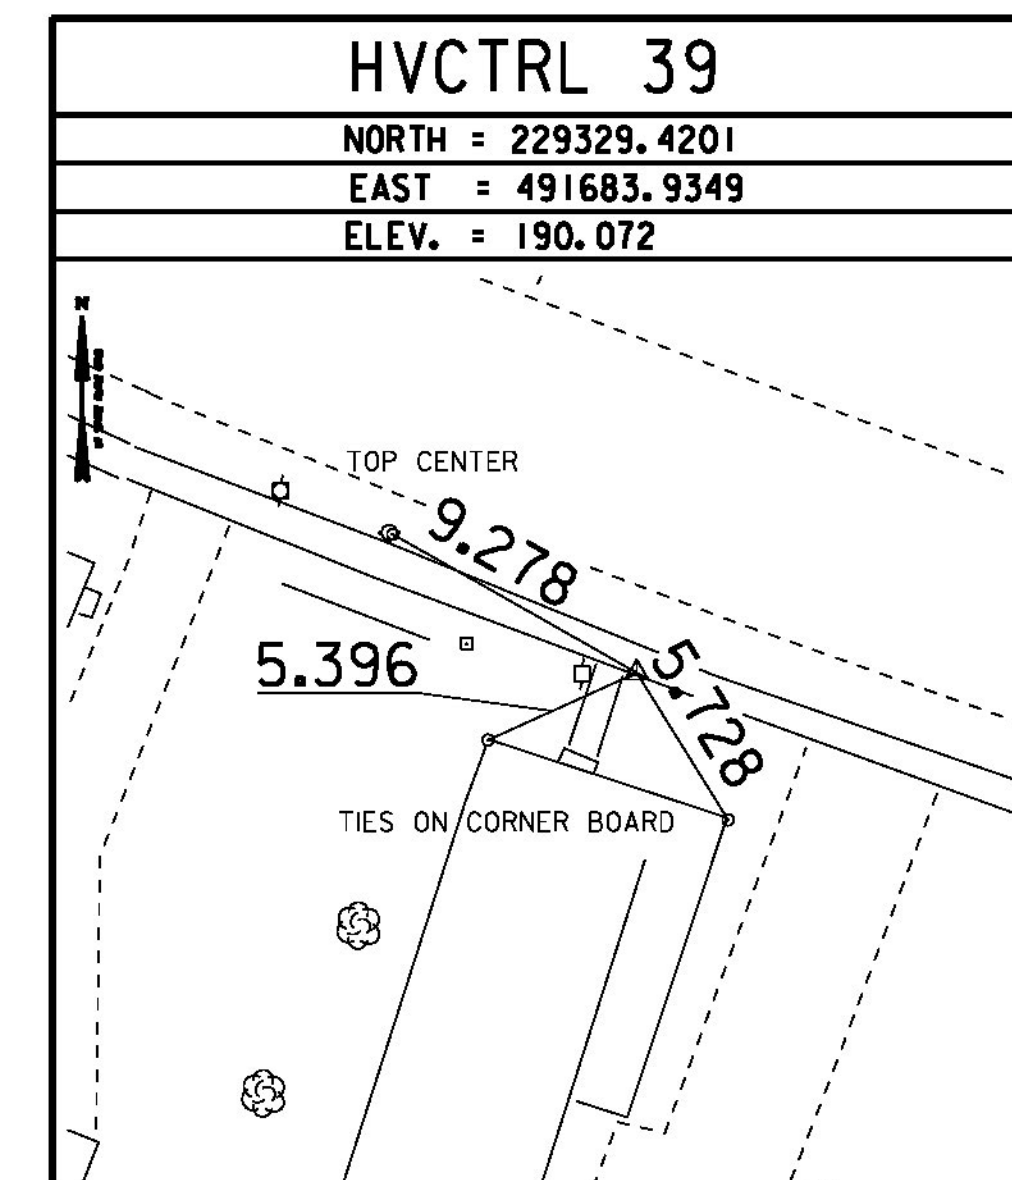 HVCTRL 39
NORTH = 229329.4201
EAST = 491683.9349
ELEV. = 190.072
N
TOP CENTER
9.278
5.396
5.728
TIES ON CORNER BOARD